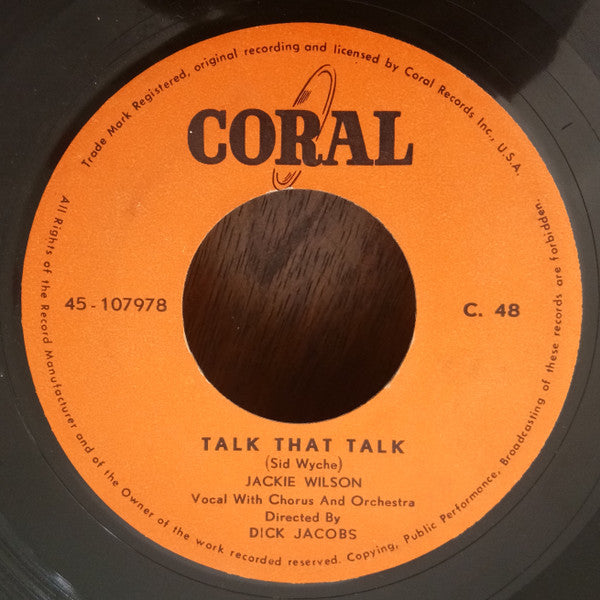 Trade Mark Registered, original recording and licensed by Coral Records Inc., U.S.A.
CORAL
45-107978
C. 48
TALK THAT TALK
(Sid Wyche)
JACKIE WILSON
Vocal With Chorus And Orchestra
Directed By
DICK JACOBS
All Rights of the Record Manufacturer and of the Owner of the work recorded reserved. Copying, Public Performance, Broadcasting of these records are forbidden.